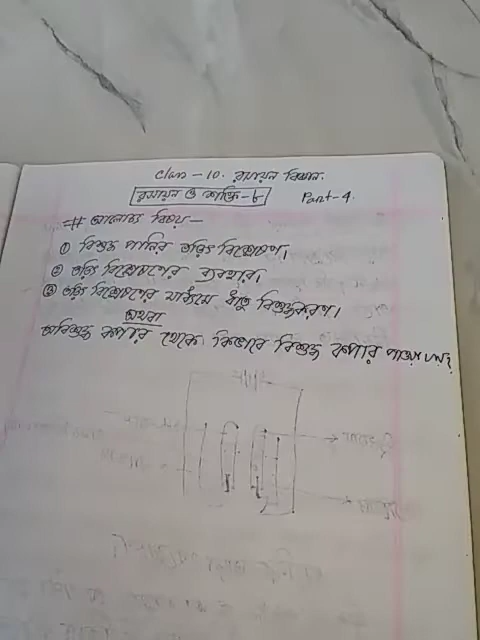 Class - 10. রসায়ন বিজ্ঞান.
রসায়ন ও শক্তি - ৮ Part - 4.
# আলোচ্য বিষয় —
① বিশুদ্ধ পানির তড়িৎ বিশ্লেষণ।
② তড়িৎ বিশ্লেষণের ব্যবহার।
③ তড়িৎ বিশ্লেষণের মাধ্যমে ধাতু বিশুদ্ধকরণ।
অথবা
অবিশুদ্ধ কপার থেকে কিভাবে বিশুদ্ধ কপার পাওয়া যায়?